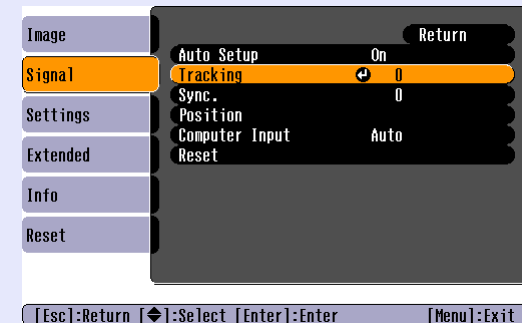 Image
Signal
Settings
Extended
Info
Reset
Return
Auto Setup On
Tracking 0
Sync. 0
Position
Computer Input Auto
Reset
[Esc]:Return [◆]:Select [Enter]:Enter [Menu]:Exit